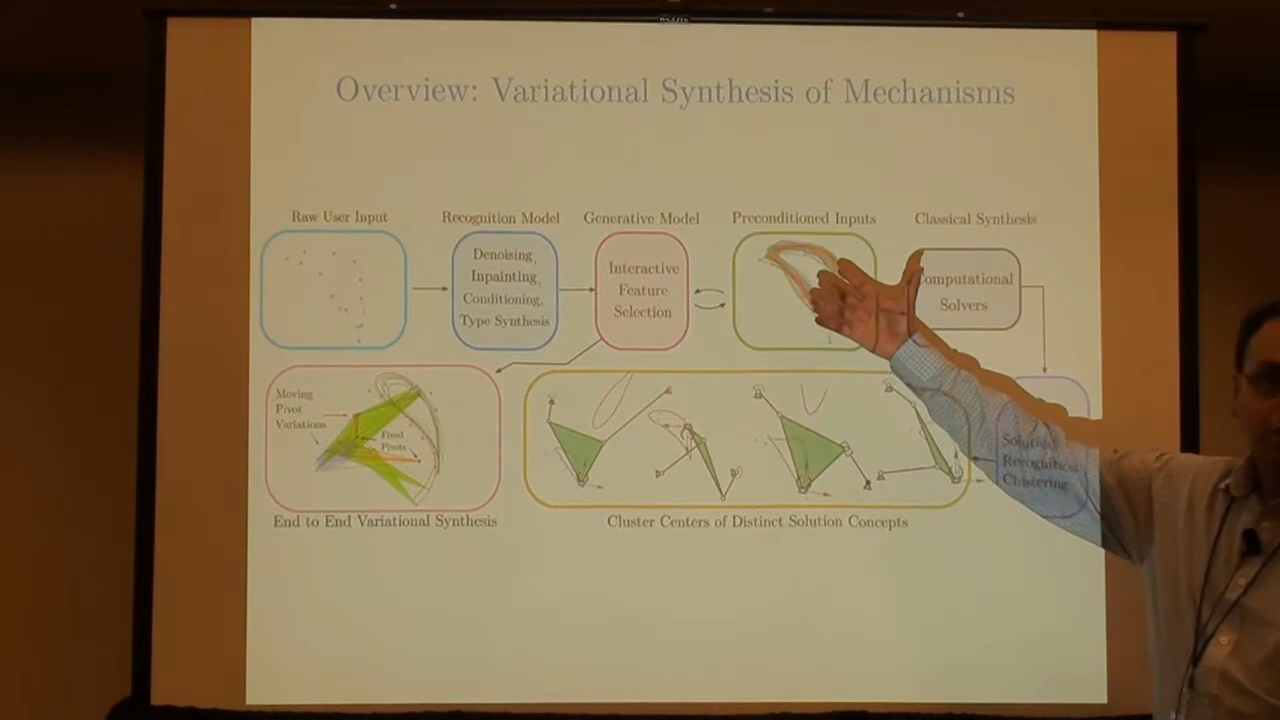 Overview: Variational Synthesis of Mechanisms
Raw User Input
Recognition Model
Generative Model
Preconditioned Inputs
Classical Synthesis
Denoising,
Inpainting,
Conditioning,
Type Synthesis
Interactive
Feature
Selection
Computational
Solvers
Moving
Pivot
Variations
Fixed
Pivots
Solution
Recognition
Clustering
End to End Variational Synthesis
Cluster Centers of Distinct Solution Concepts